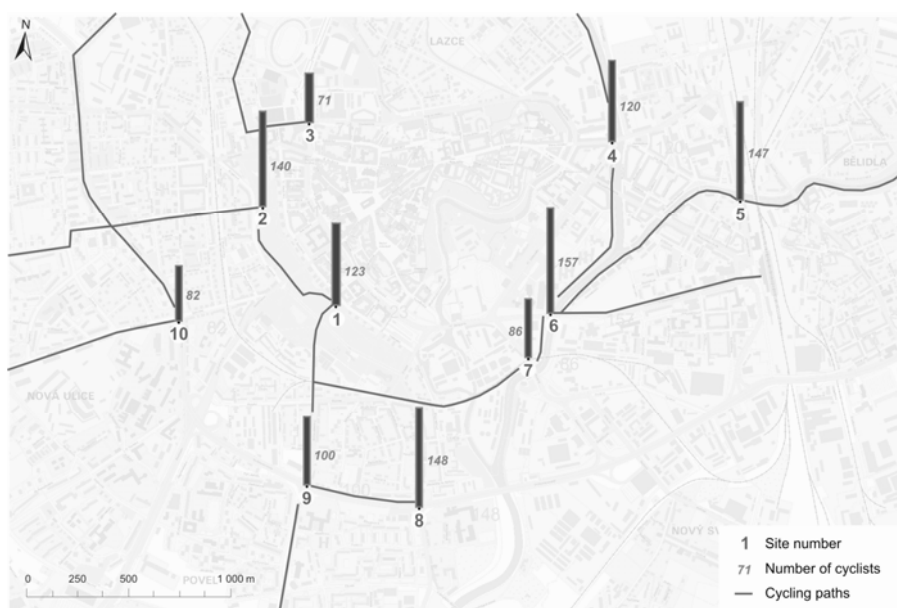 N
LAZCE
71
3
140
2
120
4
147
BĚLIDLA
5
123
1
157
6
82
10
86
7
NOVÁ ULICE
100
9
148
8
NOVÝ SV
POVEL
0 250 500 1 000 m
1 Site number
71 Number of cyclists
Cycling paths